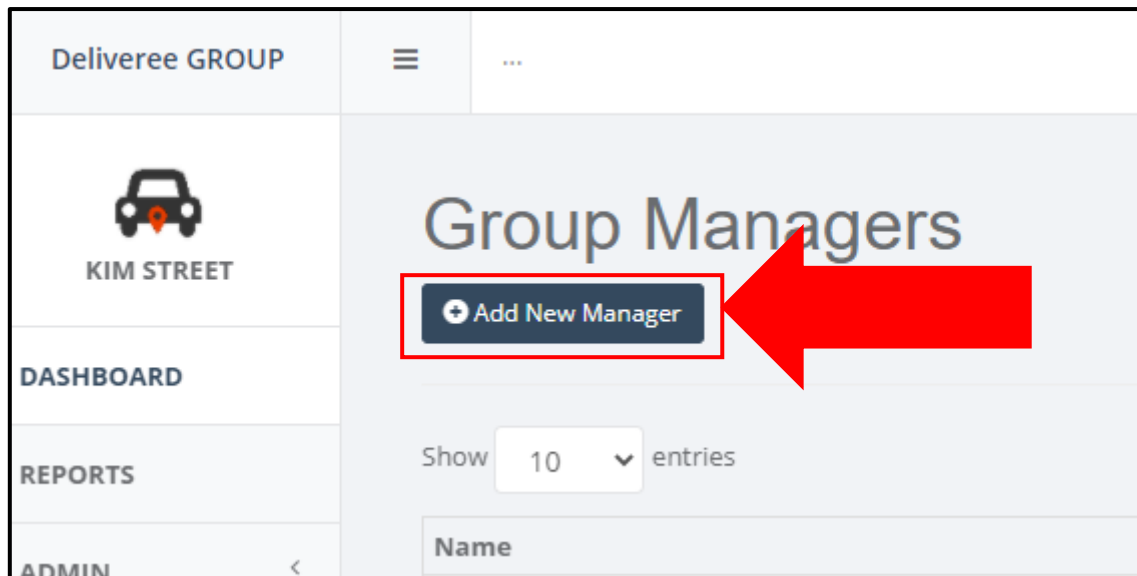 Deliveree GROUP
...
KIM STREET
DASHBOARD
REPORTS
ADMIN
Group Managers
Add New Manager
Show 10 entries
Name